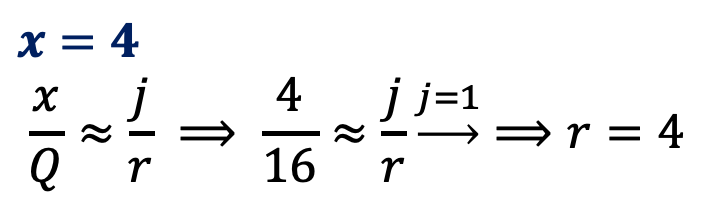 x = 4
x/Q ≈ j/r ⟹ 4/16 ≈ j/r j=1⟶ ⟹ r = 4